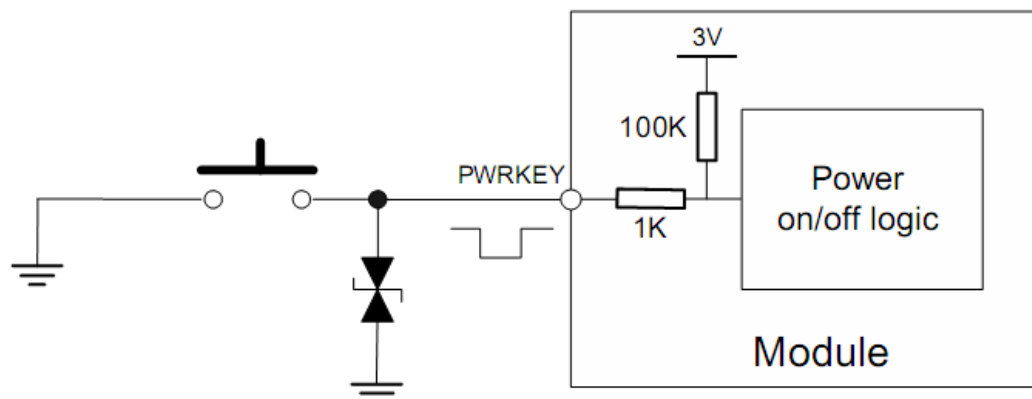 3V
100K
PWRKEY
1K
Power
on/off logic
Module